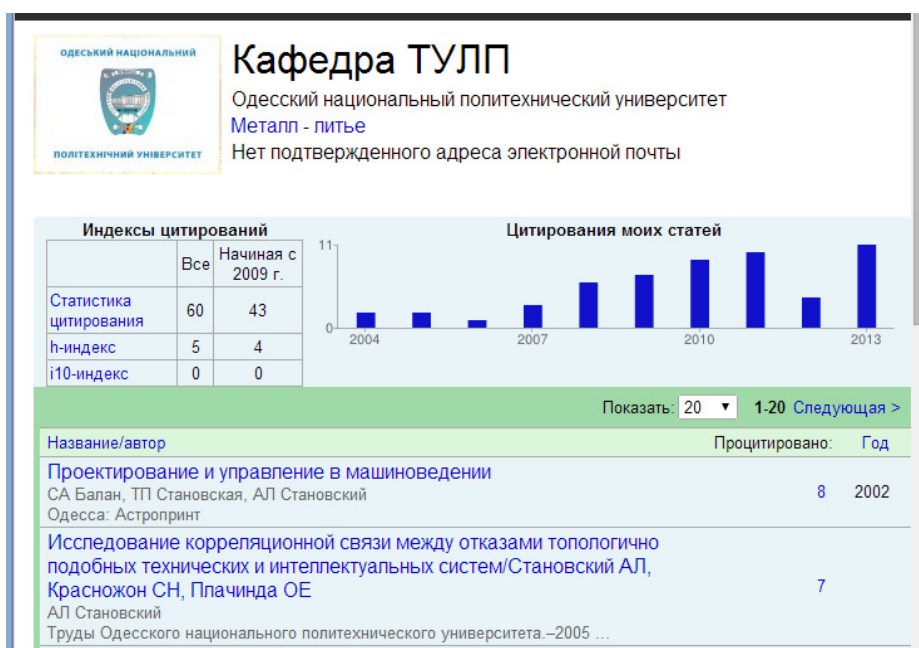 ОДЕСЬКИЙ НАЦІОНАЛЬНИЙ
ПОЛІТЕХНІЧНИЙ УНІВЕРСИТЕТ
Кафедра ТУЛП
Одесский национальный политехнический университет
Металл - литье
Нет подтвержденного адреса электронной почты
Индексы цитирований
Все Начиная с 2009 г.
Статистика цитирования 60 43
h-индекс 5 4
i10-индекс 0 0
Цитирования моих статей
11
0
2004 2007 2010 2013
Показать: 20 ▼ 1-20 Следующая >
Название/автор Процитировано: Год
Проектирование и управление в машиноведении
СА Балан, ТП Становская, АЛ Становский 8 2002
Одесса: Астропринт
Исследование корреляционной связи между отказами топологично
подобных технических и интеллектуальных систем/Становский АЛ,
Красножон СН, Плачинда ОЕ 7
АЛ Становский
Труды Одесского национального политехнического университета.–2005 ...